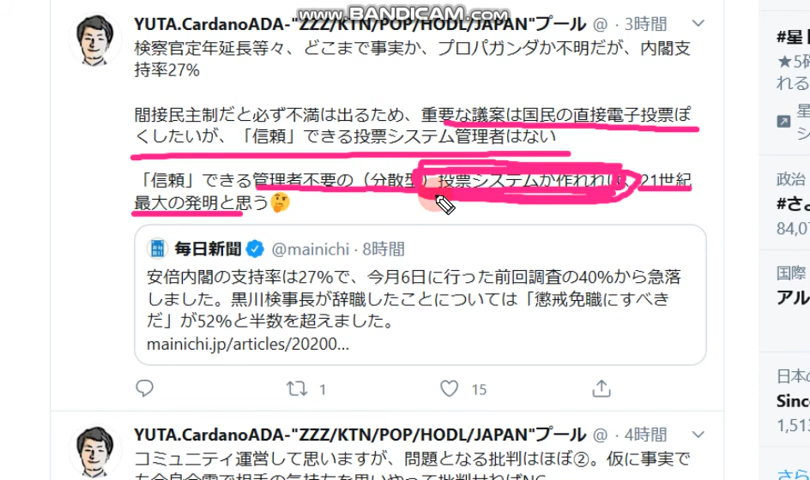 www.BANDICAM.com
YUTA.CardanoADA-"ZZZ/KTN/POP/HODL/JAPAN"プール @ · 3時間
検察官定年延長等々、どこまで事実か、プロパガンダか不明だが、内閣支
持率27%
間接民主制だと必ず不満は出るため、重要な議案は国民の直接電子投票ぽ
くしたいが、「信頼」できる投票システム管理者はない
「信頼」できる管理者不要の（分散型）投票システムが作れれば、21世紀
最大の発明と思う🤔
毎日新聞 @mainichi · 8時間
安倍内閣の支持率は27%で、今月6日に行った前回調査の40%から急落
しました。黒川検事長が辞職したことについては「懲戒免職にすべき
だ」が52%と半数を超えました。
mainichi.jp/articles/20200...
1 15
YUTA.CardanoADA-"ZZZ/KTN/POP/HODL/JAPAN"プール @ · 4時間
コミュニティ運営して思いますが、問題となる批判はほぼ②。仮に事実で
#星
★5確
れる
星
シ
政治
#さよ
84,07
国際
アル
日本の
Since
1,513
さら